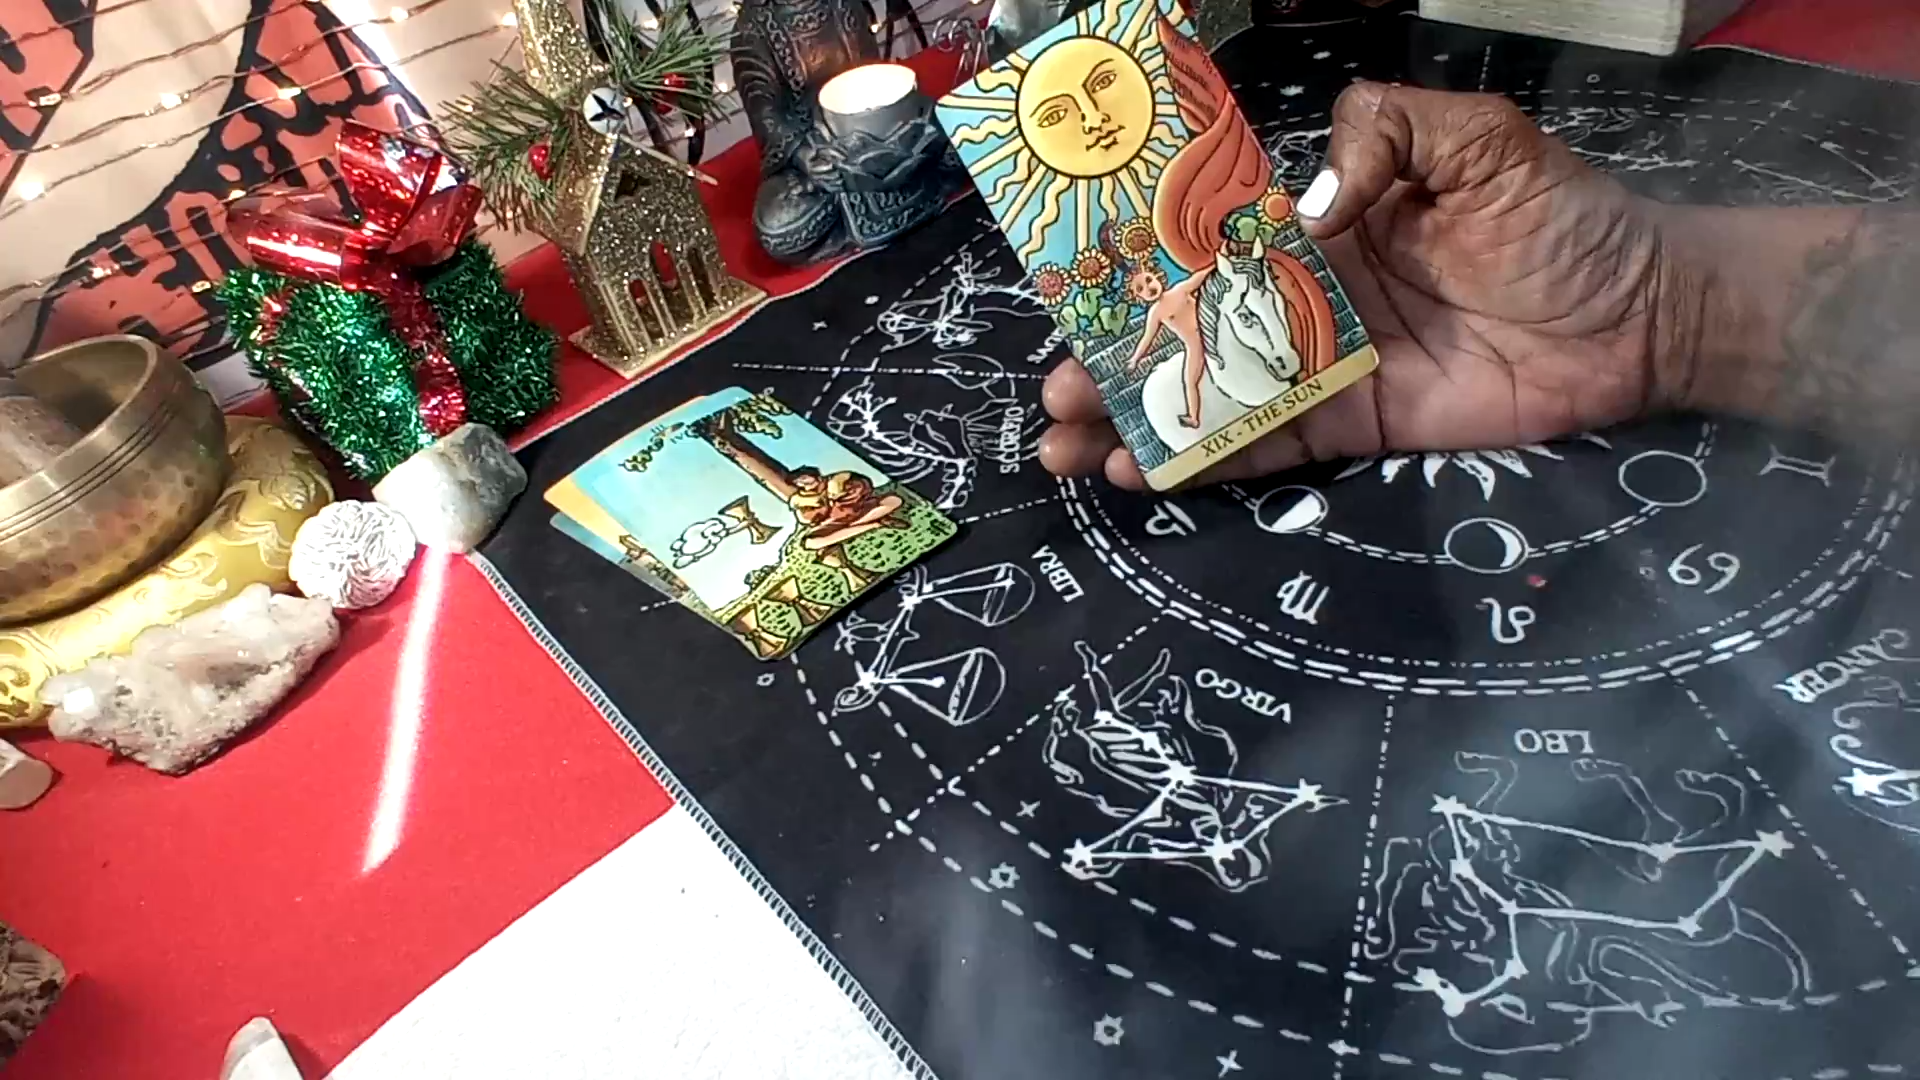 XIX - THE SUN
SCORPIO
LIBRA
VIRGO
LEO
CANCER